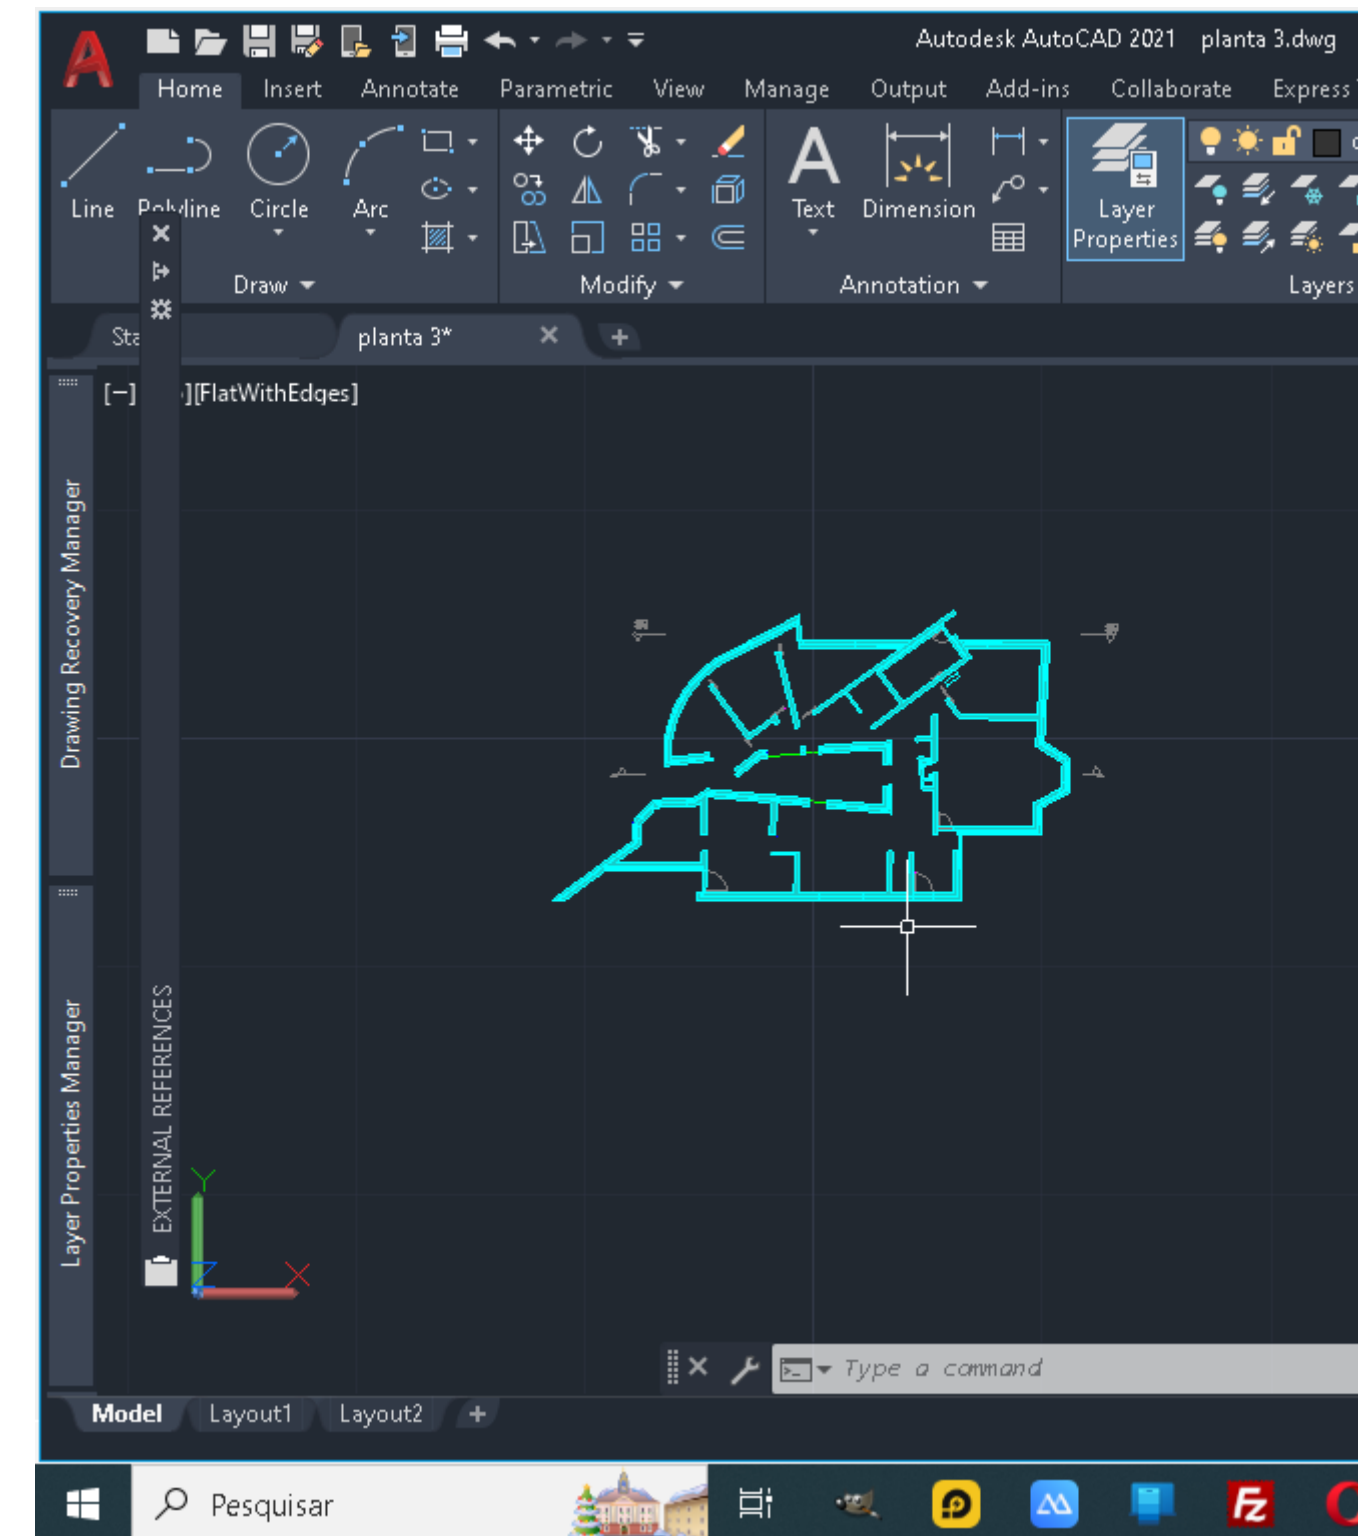 Autodesk AutoCAD 2021 planta 3.dwg
Home Insert Annotate Parametric View Manage Output Add-ins Collaborate Express
Line Polyline Circle Arc Text Dimension Layer
Properties
Draw Modify Annotation Layers
planta 3*
[−] ][FlatWithEdges]
Drawing Recovery Manager
Layer Properties Manager
EXTERNAL REFERENCES
Y
Z
X
Type a command
Model Layout1 Layout2
Pesquisar
Fz